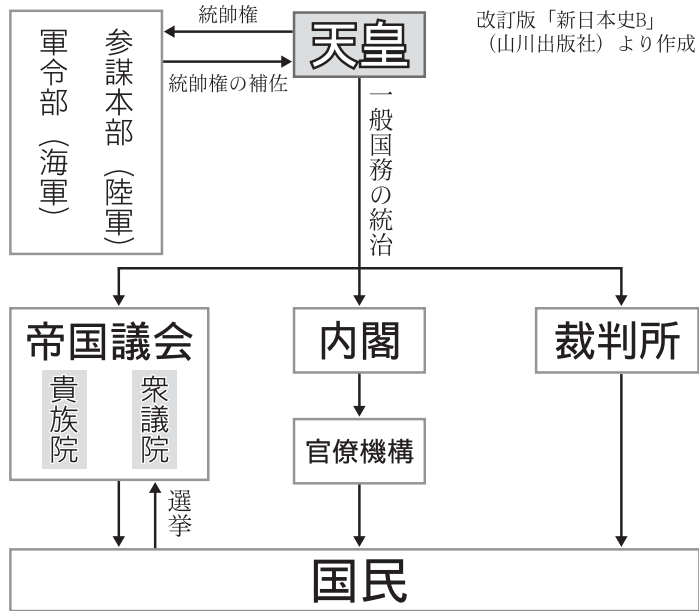 統帥権
天皇
改訂版「新日本史B」
（山川出版社）より作成
参謀本部（陸軍）
軍令部（海軍）
統帥権の補佐
一般国務の統治
帝国議会
衆議院
貴族院
内閣
裁判所
官僚機構
選挙
国民